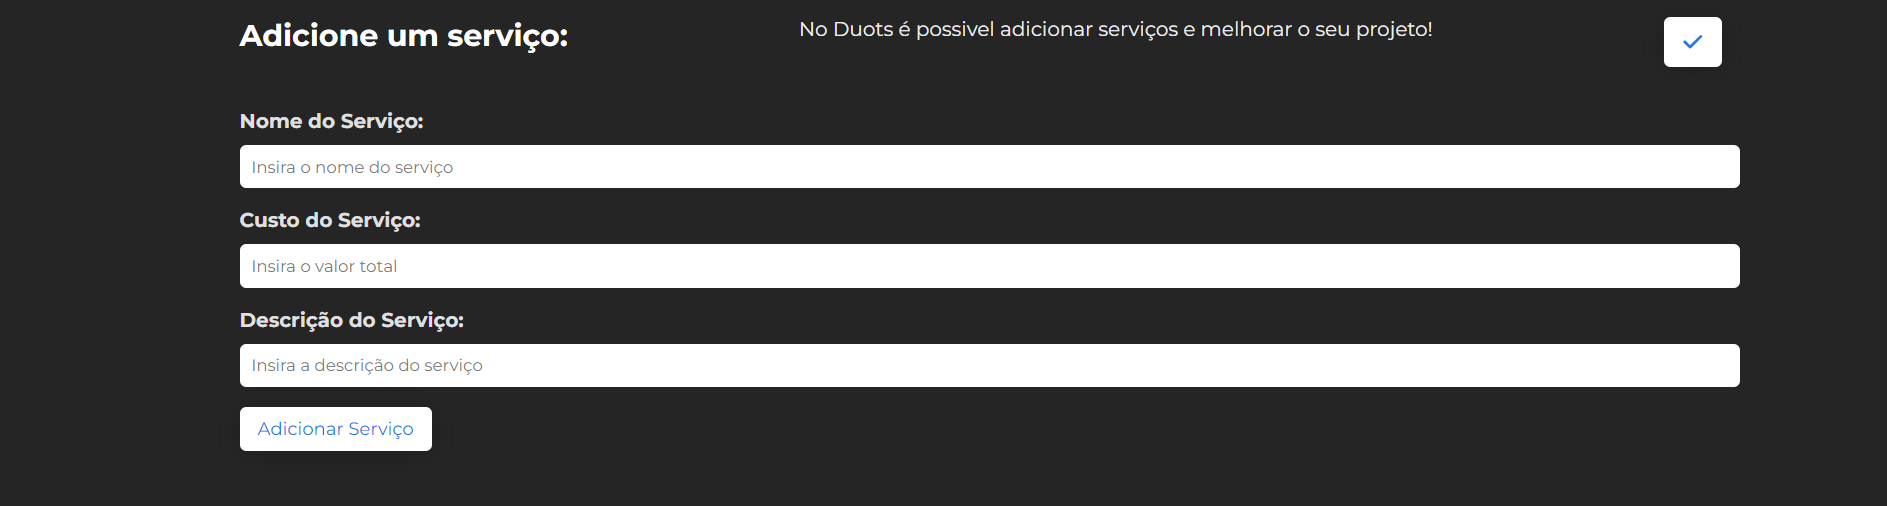 Adicione um serviço:
No Duots é possivel adicionar serviços e melhorar o seu projeto!
Nome do Serviço:
Insira o nome do serviço
Custo do Serviço:
Insira o valor total
Descrição do Serviço:
Insira a descrição do serviço
Adicionar Serviço